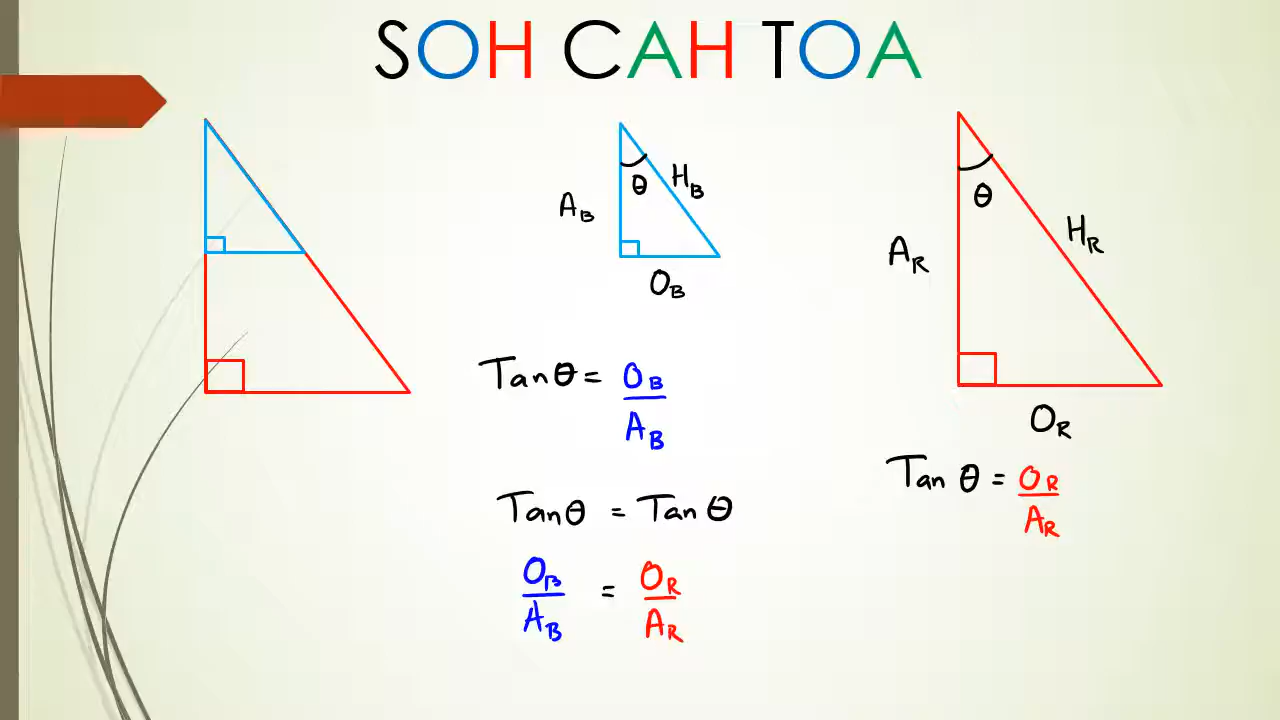 SOH CAH TOA
θ
H_B
A_B
O_B
θ
H_R
A_R
O_R
Tanθ = O_B/A_B
Tan θ = O_R/A_R
Tanθ = Tan θ
O_B/A_B = O_R/A_R